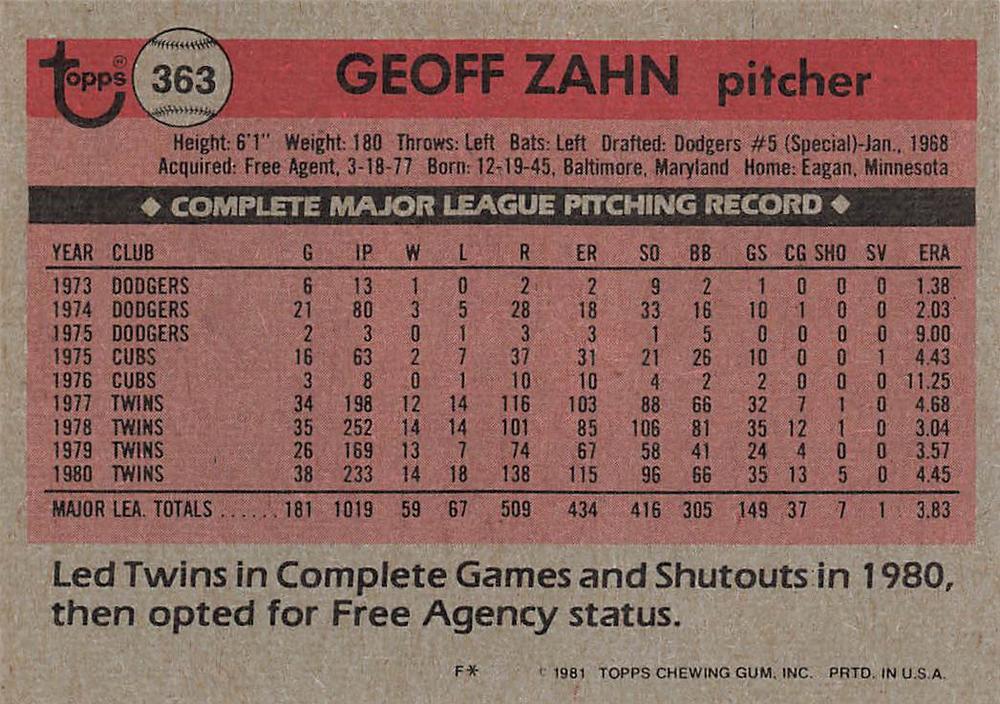 Topps® 363 GEOFF ZAHN pitcher
Height: 6'1" Weight: 180 Throws: Left Bats: Left Drafted: Dodgers #5 (Special)-Jan., 1968
Acquired: Free Agent, 3-18-77 Born: 12-19-45, Baltimore, Maryland Home: Eagan, Minnesota
◆ COMPLETE MAJOR LEAGUE PITCHING RECORD ◆
YEAR CLUB G IP W L R ER SO BB GS CG SHO SV ERA
1973 DODGERS 6 13 1 0 2 2 9 2 1 0 0 0 1.38
1974 DODGERS 21 80 3 5 28 18 33 16 10 1 0 0 2.03
1975 DODGERS 2 3 0 1 3 3 1 5 0 0 0 0 9.00
1975 CUBS 16 63 2 7 37 31 21 26 10 0 0 1 4.43
1976 CUBS 3 8 0 1 10 10 4 2 2 0 0 0 11.25
1977 TWINS 34 198 12 14 116 103 88 66 32 7 1 0 4.68
1978 TWINS 35 252 14 14 101 85 106 81 35 12 1 0 3.04
1979 TWINS 26 169 13 7 74 67 58 41 24 4 0 0 3.57
1980 TWINS 38 233 14 18 138 115 96 66 35 13 5 0 4.45
MAJOR LEA. TOTALS ...... 181 1019 59 67 509 434 416 305 149 37 7 1 3.83
Led Twins in Complete Games and Shutouts in 1980,
then opted for Free Agency status.
F* © 1981 TOPPS CHEWING GUM, INC. PRTD. IN U.S.A.